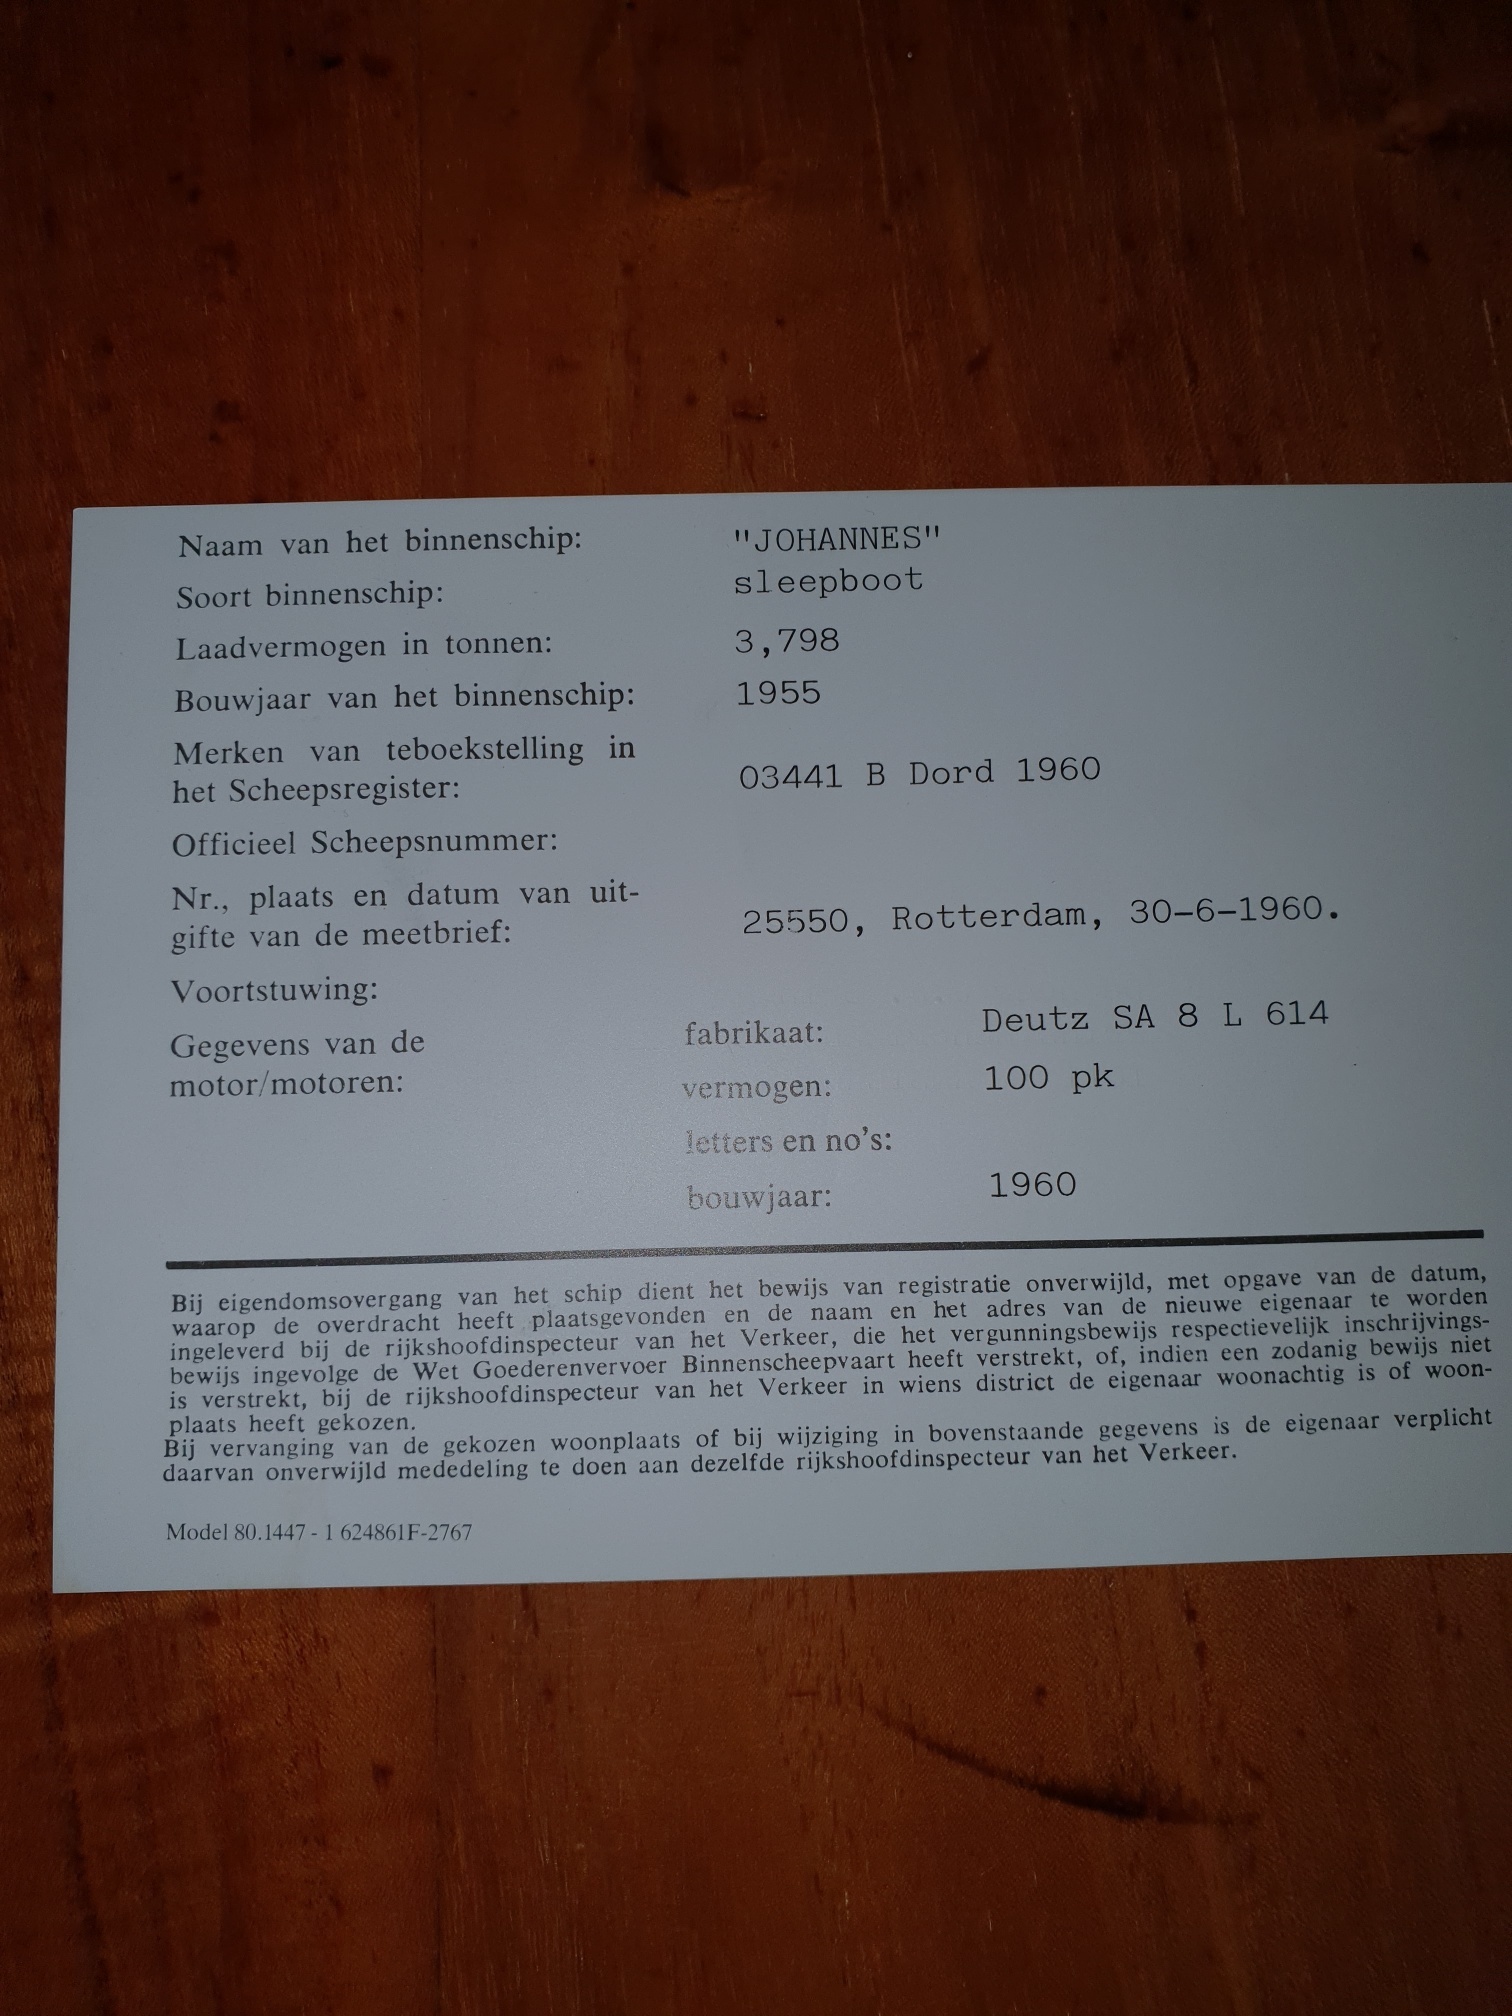 Naam van het binnenschip: "JOHANNES"
Soort binnenschip: sleepboot
Laadvermogen in tonnen: 3,798
Bouwjaar van het binnenschip: 1955
Merken van teboekstelling in
het Scheepsregister: 03441 B Dord 1960
Officieel Scheepsnummer:
Nr., plaats en datum van uit-
gifte van de meetbrief: 25550, Rotterdam, 30-6-1960.
Voortstuwing:
Gegevens van de fabrikaat: Deutz SA 8 L 614
motor/motoren: vermogen: 100 pk
letters en no's:
bouwjaar: 1960
Bij eigendomsovergang van het schip dient het bewijs van registratie onverwijld, met opgave van de datum,
waarop de overdracht heeft plaatsgevonden en de naam en het adres van de nieuwe eigenaar te worden
ingeleverd bij de rijkshoofdinspecteur van het Verkeer, die het vergunningsbewijs respectievelijk inschrijvings-
bewijs ingevolge de Wet Goederenvervoer Binnenscheepvaart heeft verstrekt, of, indien een zodanig bewijs niet
is verstrekt, bij de rijkshoofdinspecteur van het Verkeer in wiens district de eigenaar woonachtig is of woon-
plaats heeft gekozen.
Bij vervanging van de gekozen woonplaats of bij wijziging in bovenstaande gegevens is de eigenaar verplicht
daarvan onverwijld mededeling te doen aan dezelfde rijkshoofdinspecteur van het Verkeer.
Model 80.1447 - 1 624861F-2767